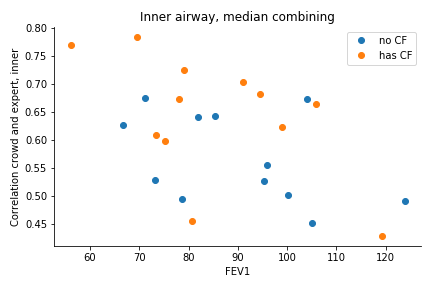 Inner airway, median combining
no CF
has CF
Correlation crowd and expert, inner
0.80
0.75
0.70
0.65
0.60
0.55
0.50
0.45
60 70 80 90 100 110 120
FEV1